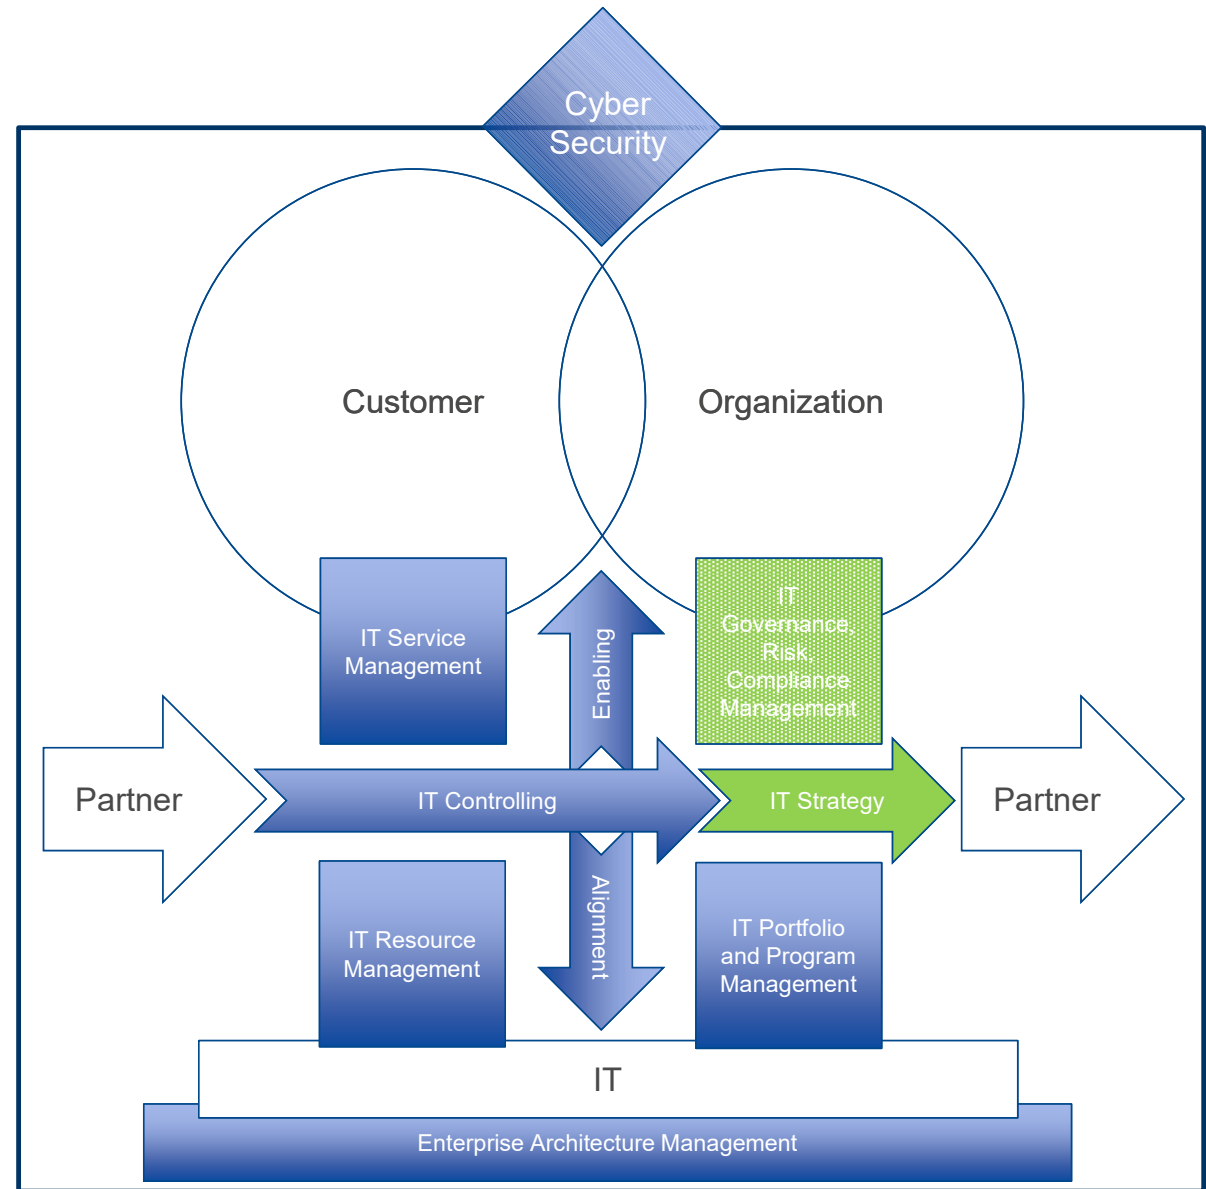 Cyber
Security
Customer
Organization
IT Service
Management
Enabling
IT
Governance,
Risk,
Compliance
Management
Partner
IT Controlling
IT Strategy
Partner
IT Resource
Management
Alignment
IT Portfolio
and Program
Management
IT
Enterprise Architecture Management